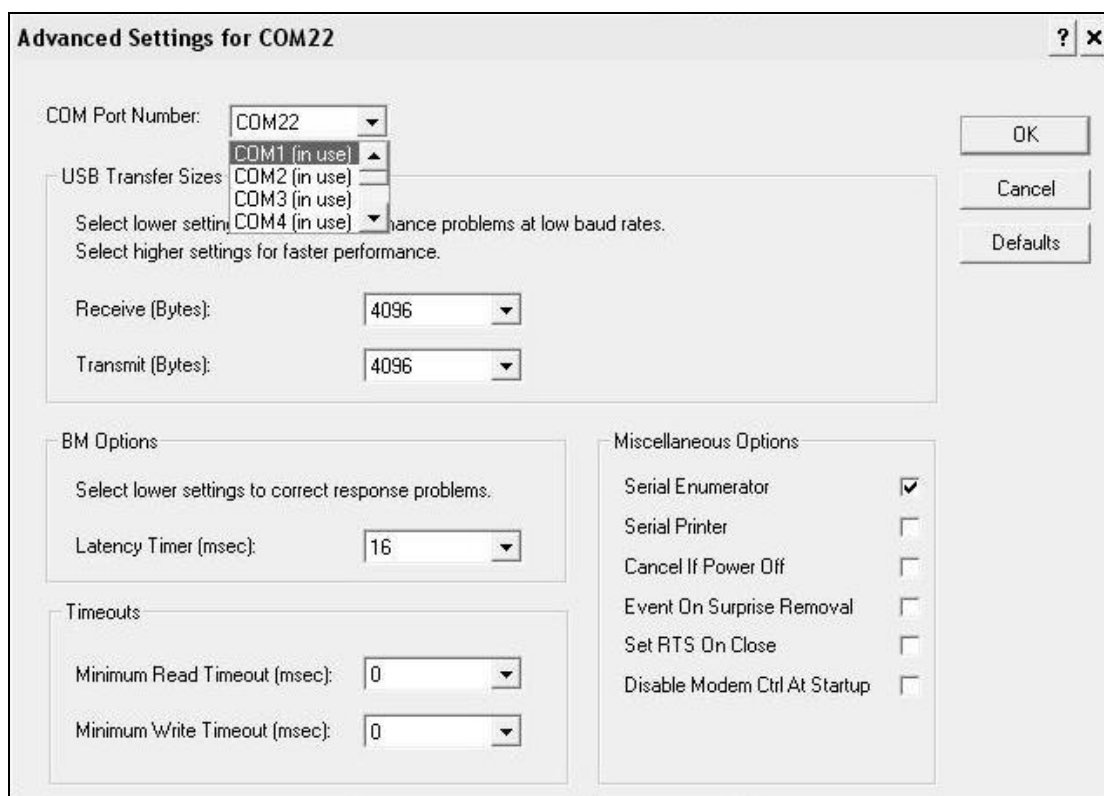 Advanced Settings for COM22
? ×
COM Port Number: COM22
COM1 (in use)
COM2 (in use)
COM3 (in use)
COM4 (in use)
OK
Cancel
Defaults
USB Transfer Sizes
Select lower settin mance problems at low baud rates.
Select higher settings for faster performance.
Receive (Bytes): 4096
Transmit (Bytes): 4096
BM Options
Select lower settings to correct response problems.
Latency Timer (msec): 16
Timeouts
Minimum Read Timeout (msec): 0
Minimum Write Timeout (msec): 0
Miscellaneous Options
Serial Enumerator
Serial Printer
Cancel If Power Off
Event On Surprise Removal
Set RTS On Close
Disable Modem Ctrl At Startup